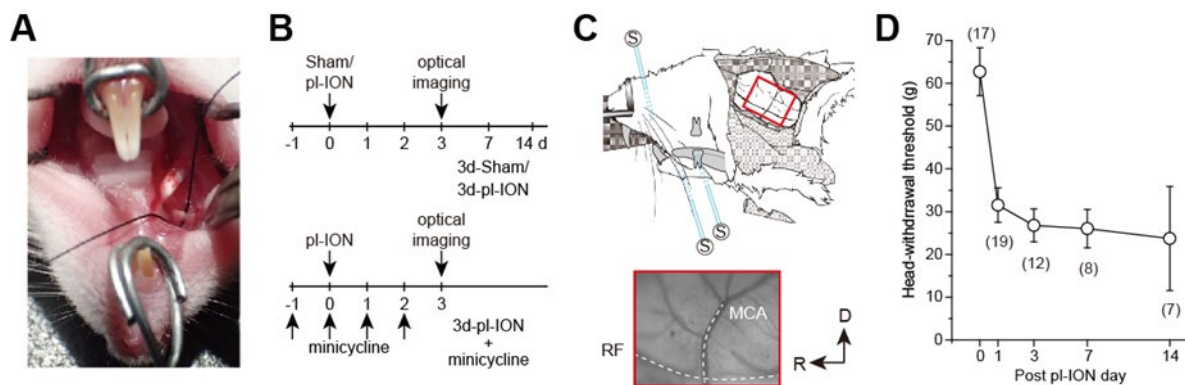 A
B
Sham/
pl-ION
optical
imaging
-1 0 1 2 3 7 14 d
3d-Sham/
3d-pl-ION
pl-ION
optical
imaging
-1 0 1 2 3
minicycline
3d-pl-ION
+
minicycline
C
S
S
S
MCA
RF
D
R
D
Head-withdrrawal threshold (g)
70
60
50
40
30
20
10
0
(17)
(19)
(12)
(8)
(7)
0 1 3 7 14
Post pl-ION day